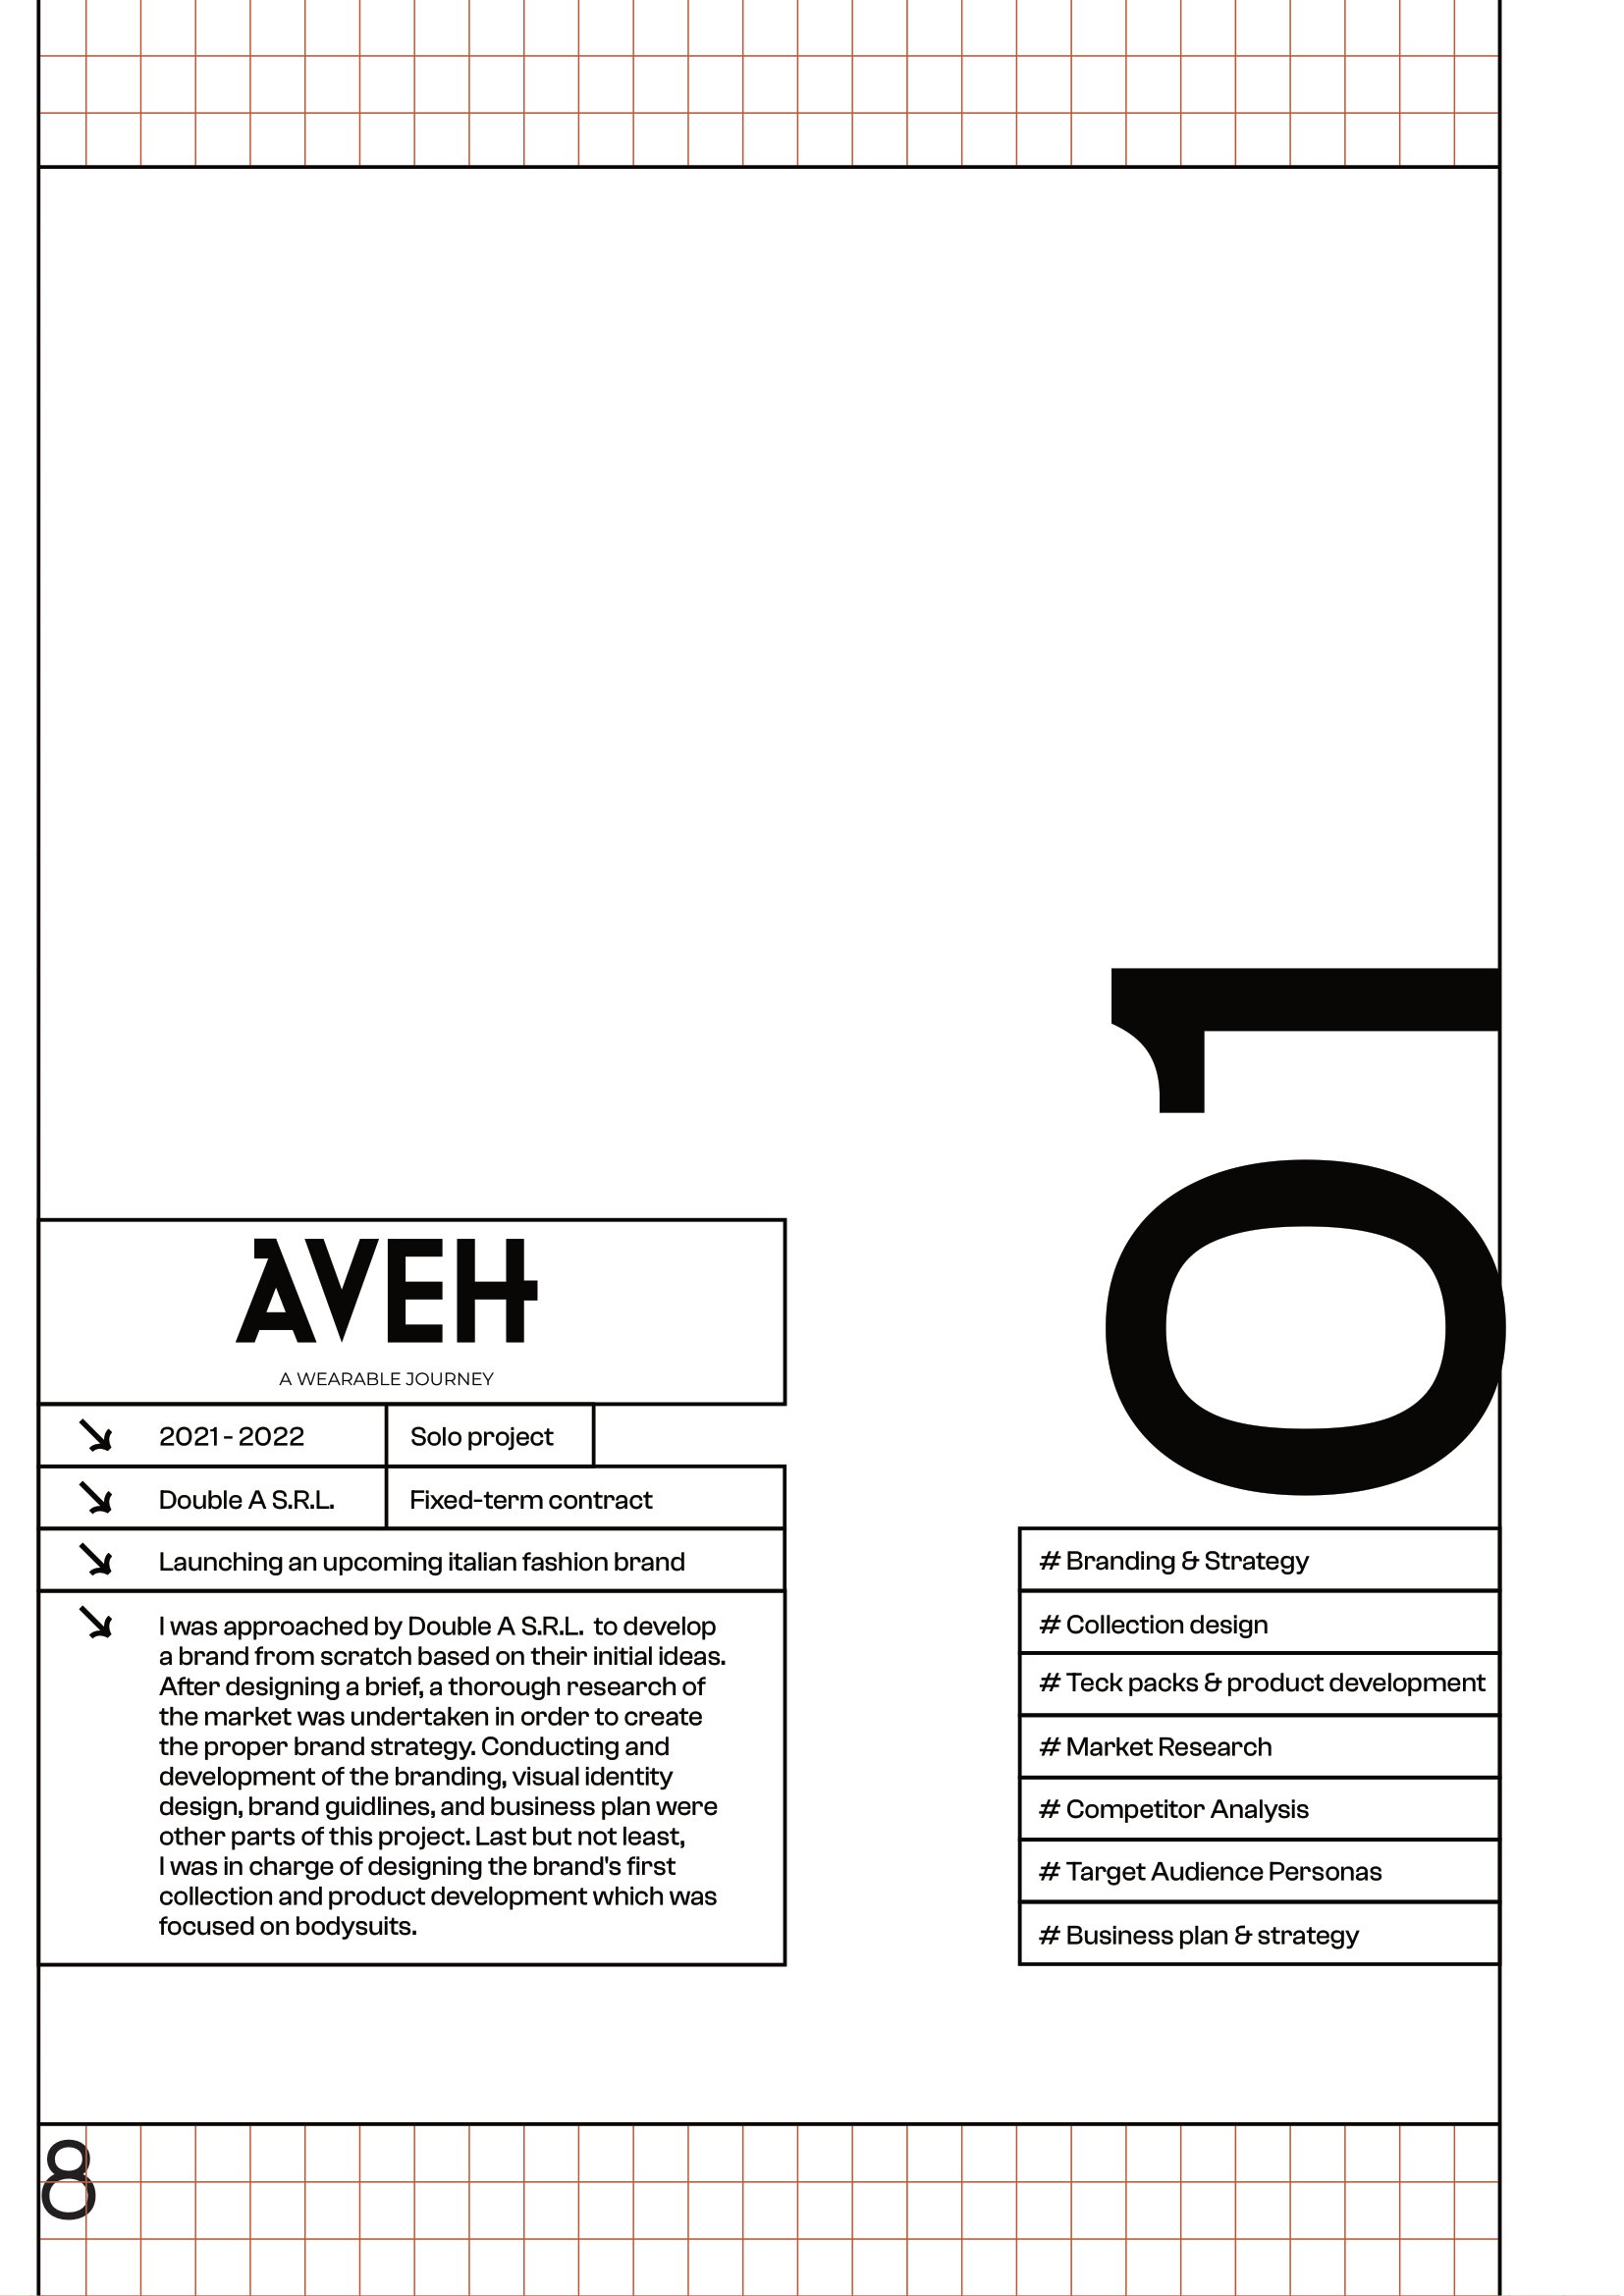 01
AVEH
A WEARABLE JOURNEY
2021 - 2022
Solo project
Double A S.R.L.
Fixed-term contract
Launching an upcoming italian fashion brand
I was approached by Double A S.R.L.  to develop
a brand from scratch based on their initial ideas.
After designing a brief, a thorough research of
the market was undertaken in order to create
the proper brand strategy. Conducting and
development of the branding, visual identity
design, brand guidlines, and business plan were
other parts of this project. Last but not least,
I was in charge of designing the brand's first
collection and product development which was
focused on bodysuits.
# Branding & Strategy
# Collection design
# Teck packs & product development
# Market Research
# Competitor Analysis
# Target Audience Personas
# Business plan & strategy
8